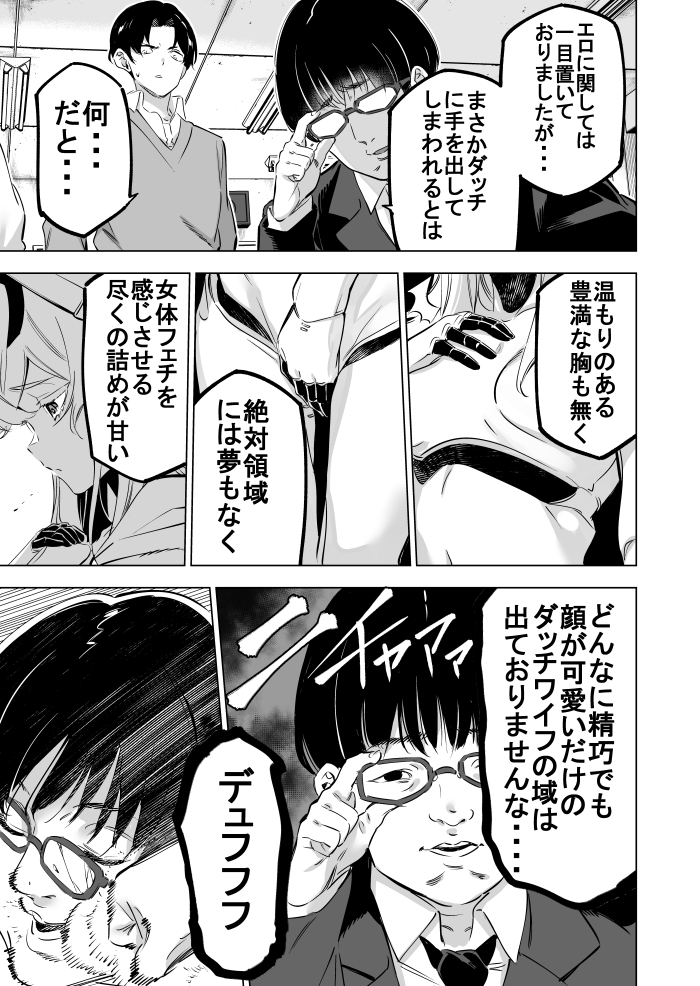 エロに関しては
一目置いて
おりましたが・・・
まさかダッチ
に手を出して
しまわれるとは
何・・・
だと・・・
温もりのある
豊満な胸も無く
絶対領域
には夢もなく
女体フェチを
感じさせる
尽くの詰めが甘い
どんなに精巧でも
顔が可愛いだけの
ダッチワイフの域は
出ておりませんな・・・・
ニチャアア
デュフフフ